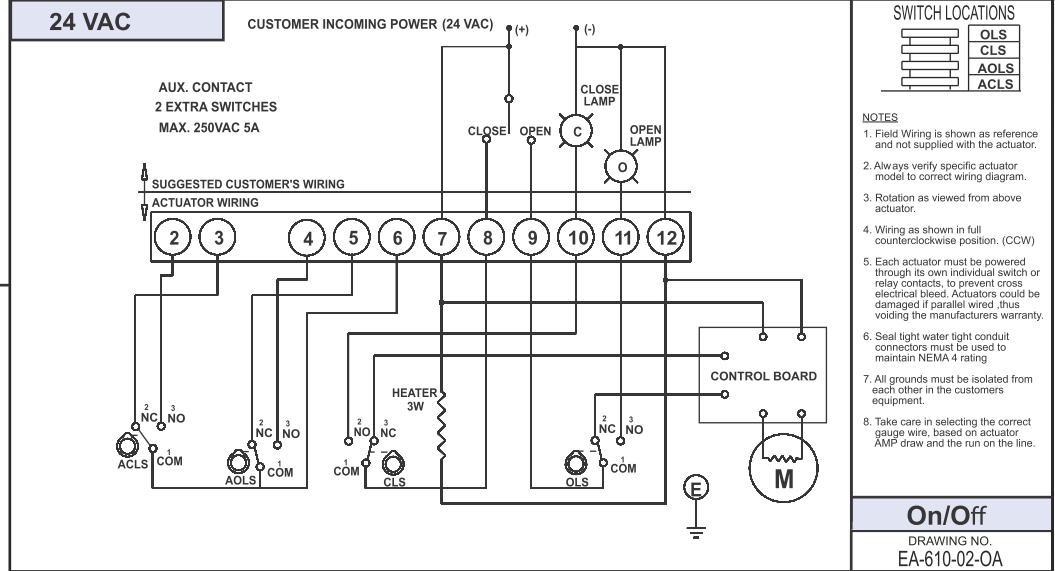 24 VAC
CUSTOMER INCOMING POWER (24 VAC)
(+)
(-)
AUX. CONTACT
2 EXTRA SWITCHES
MAX. 250VAC 5A
CLOSE
LAMP
CLOSE
OPEN
C
OPEN
LAMP
O
SUGGESTED CUSTOMER'S WIRING
ACTUATOR WIRING
2
3
4
5
6
7
8
9
10
11
12
CONTROL BOARD
HEATER
3W
2
NC
3
NO
1
COM
ACLS
2
NC
3
NO
1
COM
AOLS
2
NO
3
NC
1
COM
CLS
2
NC
3
NO
1
COM
OLS
E
M
SWITCH LOCATIONS
OLS
CLS
AOLS
ACLS
NOTES
1. Field Wiring is shown as reference
and not supplied with the actuator.
2. Always verify specific actuator
model to correct wiring diagram.
3. Rotation as viewed from above
actuator.
4. Wiring as shown in full
counterclockwise position. (CCW)
5. Each actuator must be powered
through its own individual switch or
relay contacts, to prevent cross
electrical bleed. Actuators could be
damaged if parallel wired ,thus
voiding the manufacturers warranty.
6. Seal tight water tight conduit
connectors must be used to
maintain NEMA 4 rating
7. All grounds must be isolated from
each other in the customers
equipment.
8. Take care in selecting the correct
gauge wire, based on actuator
AMP draw and the run on the line.
On/Off
DRAWING NO.
EA-610-02-OA